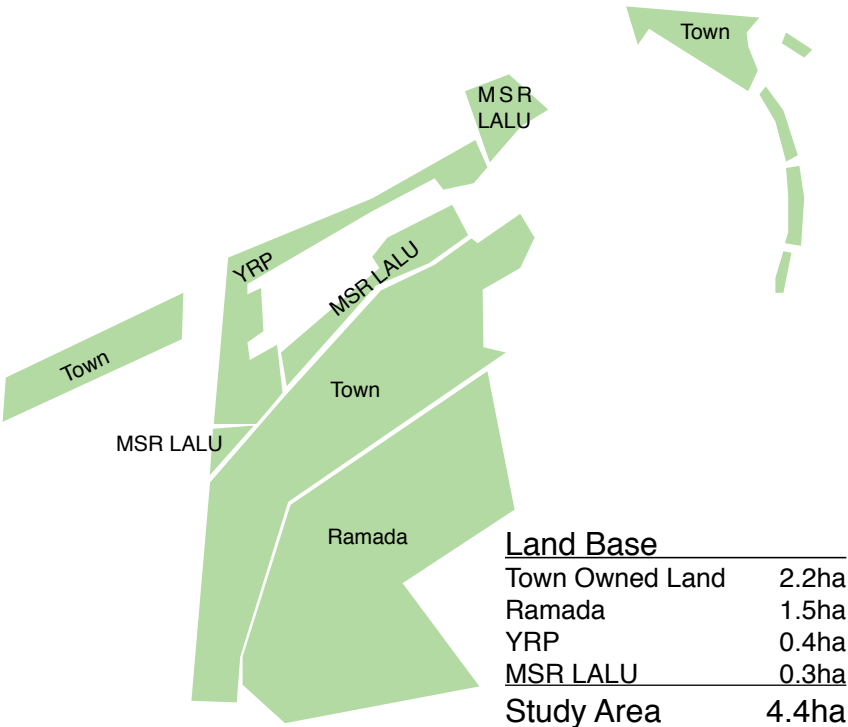 Town
M S R
LALU
YRP
MSR LALU
Town
Town
MSR LALU
Ramada
Land Base
Town Owned Land 2.2ha
Ramada 1.5ha
YRP 0.4ha
MSR LALU 0.3ha
Study Area 4.4ha